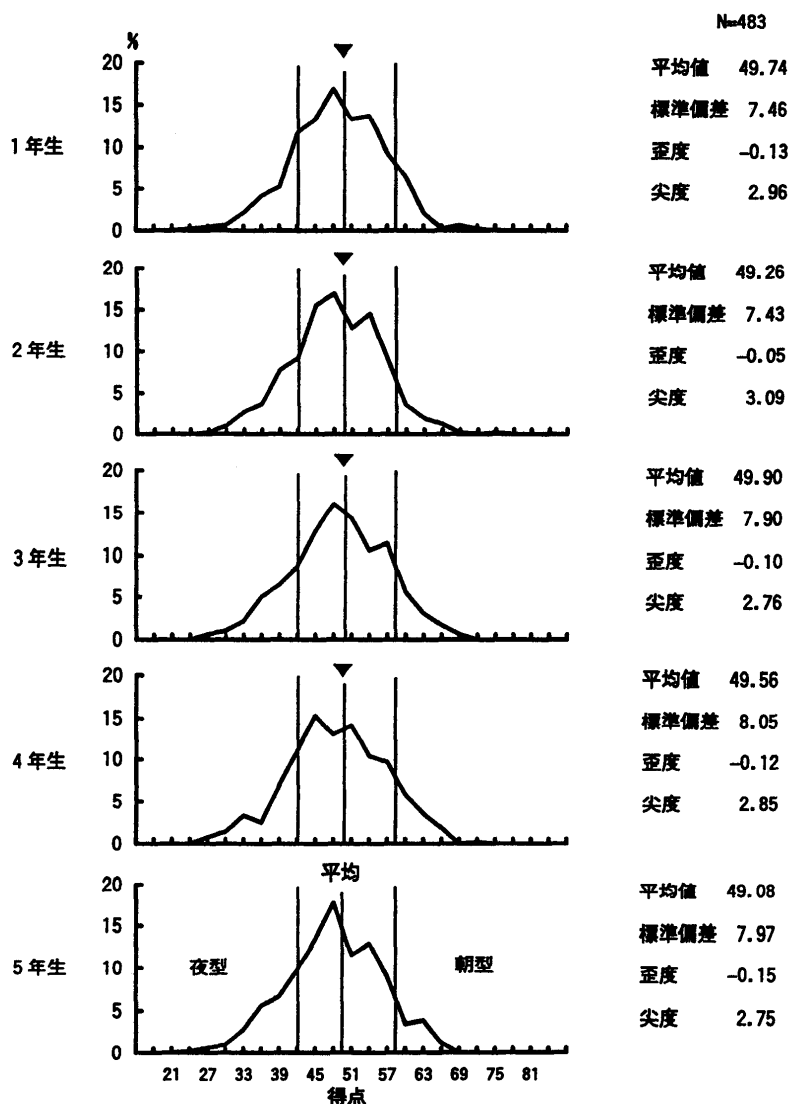 N=483
%
1年生
20
15
10
5
0
平均値 49.74
標準偏差 7.46
歪度 -0.13
尖度 2.96
2年生
20
15
10
5
0
平均値 49.26
標準偏差 7.43
歪度 -0.05
尖度 3.09
3年生
20
15
10
5
0
平均値 49.90
標準偏差 7.90
歪度 -0.10
尖度 2.76
4年生
20
15
10
5
0
平均値 49.56
標準偏差 8.05
歪度 -0.12
尖度 2.85
5年生
平均
20
15
10
5
0
夜型
朝型
平均値 49.08
標準偏差 7.97
歪度 -0.15
尖度 2.75
21 27 33 39 45 51 57 63 69 75 81
得点